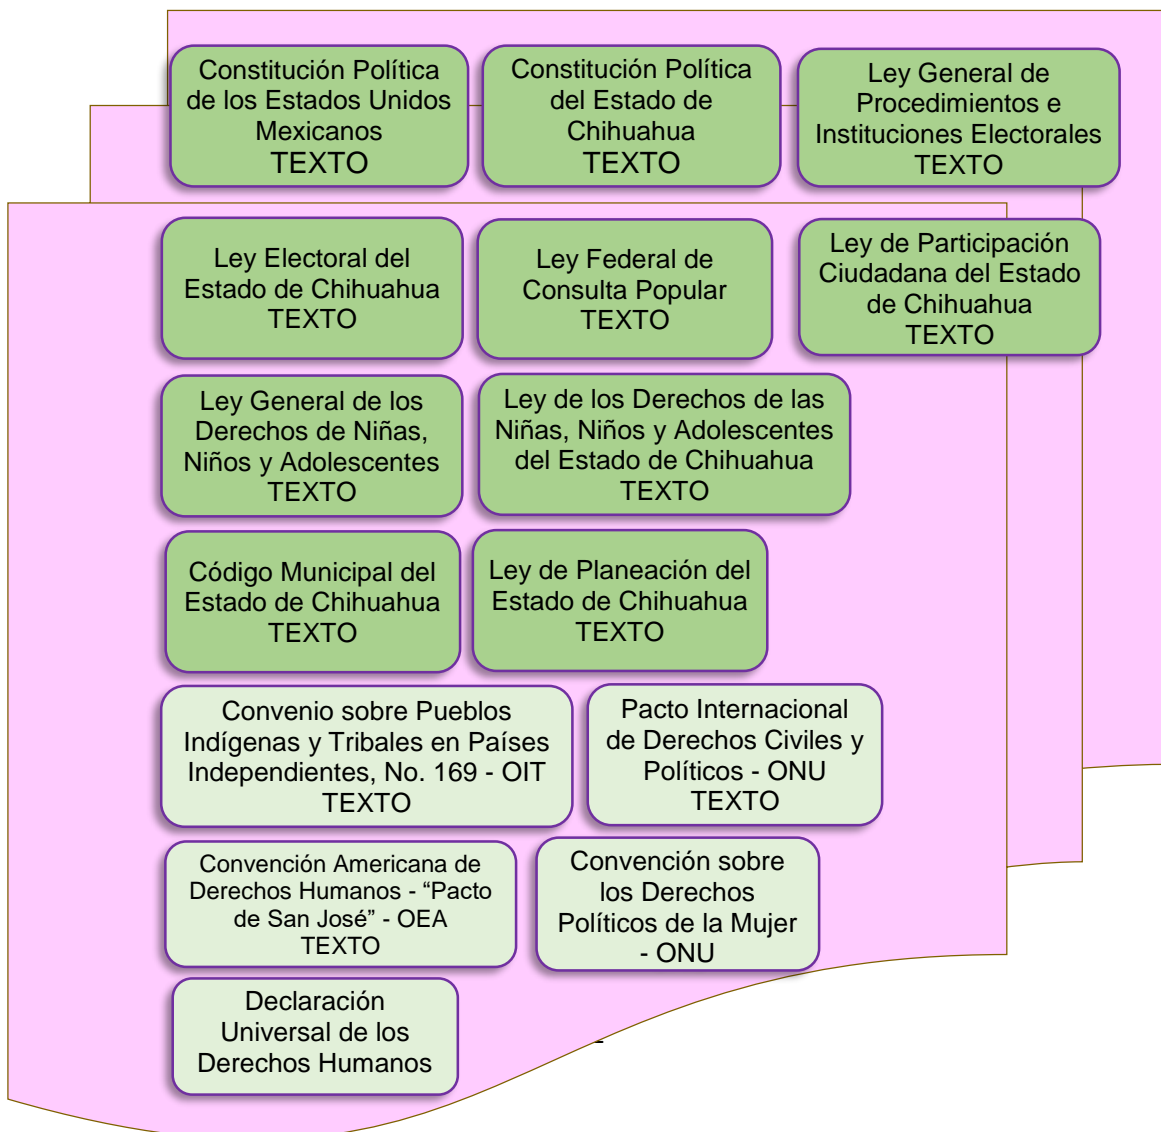 Constitución Política
de los Estados Unidos
Mexicanos
TEXTO
Constitución Política
del Estado de
Chihuahua
TEXTO
Ley General de
Procedimientos e
Instituciones Electorales
TEXTO
Ley Electoral del
Estado de Chihuahua
TEXTO
Ley Federal de
Consulta Popular
TEXTO
Ley de Participación
Ciudadana del Estado
de Chihuahua
TEXTO
Ley General de los
Derechos de Niñas,
Niños y Adolescentes
TEXTO
Ley de los Derechos de las
Niñas, Niños y Adolescentes
del Estado de Chihuahua
TEXTO
Código Municipal del
Estado de Chihuahua
TEXTO
Ley de Planeación del
Estado de Chihuahua
TEXTO
Convenio sobre Pueblos
Indígenas y Tribales en Países
Independientes, No. 169 - OIT
TEXTO
Pacto Internacional
de Derechos Civiles y
Políticos - ONU
TEXTO
Convención Americana de
Derechos Humanos - “Pacto
de San José” - OEA
TEXTO
Convención sobre
los Derechos
Políticos de la Mujer
- ONU
Declaración
Universal de los
Derechos Humanos